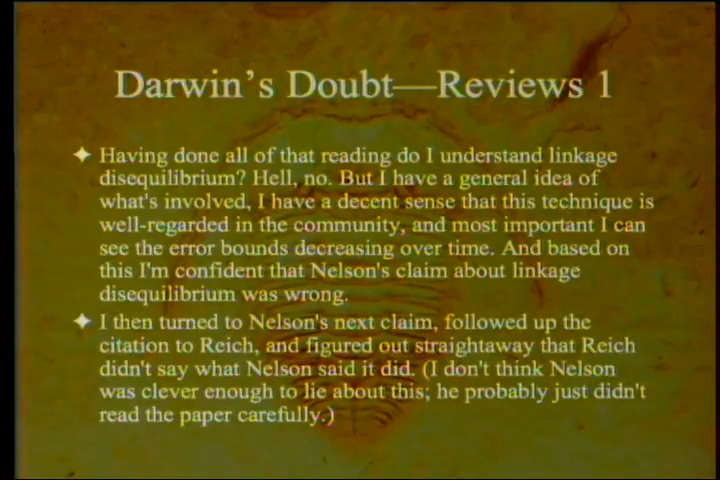 Darwin's Doubt—Reviews 1
Having done all of that reading do I understand linkage
disequilibrium? Hell, no. But I have a general idea of
what's involved, I have a decent sense that this technique is
well-regarded in the community, and most important I can
see the error bounds decreasing over time. And based on
this I'm confident that Nelson's claim about linkage
disequilibrium was wrong.
I then turned to Nelson's next claim, followed up the
citation to Reich, and figured out straightaway that Reich
didn't say what Nelson said it did. (I don't think Nelson
was clever enough to lie about this; he probably just didn't
read the paper carefully.)